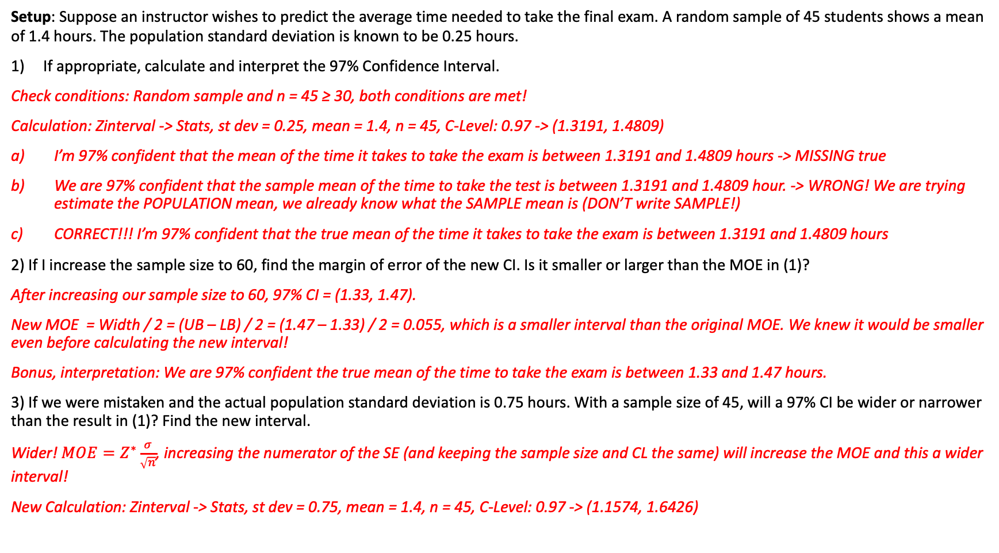 Setup: Suppose an instructor wishes to predict the average time needed to take the final exam. A random sample of 45 students shows a mean
of 1.4 hours. The population standard deviation is known to be 0.25 hours.
1) If appropriate, calculate and interpret the 97% Confidence Interval.
Check conditions: Random sample and n = 45 ≥ 30, both conditions are met!
Calculation: Zinterval -> Stats, st dev = 0.25, mean = 1.4, n = 45, C-Level: 0.97 -> (1.3191, 1.4809)
a) I’m 97% confident that the mean of the time it takes to take the exam is between 1.3191 and 1.4809 hours -> MISSING true
b) We are 97% confident that the sample mean of the time to take the test is between 1.3191 and 1.4809 hour. -> WRONG! We are trying
estimate the POPULATION mean, we already know what the SAMPLE mean is (DON’T write SAMPLE!)
c) CORRECT!!! I’m 97% confident that the true mean of the time it takes to take the exam is between 1.3191 and 1.4809 hours
2) If I increase the sample size to 60, find the margin of error of the new CI. Is it smaller or larger than the MOE in (1)?
After increasing our sample size to 60, 97% CI = (1.33, 1.47).
New MOE = Width / 2 = (UB – LB) / 2 = (1.47 – 1.33) / 2 = 0.055, which is a smaller interval than the original MOE. We knew it would be smaller
even before calculating the new interval!
Bonus, interpretation: We are 97% confident the true mean of the time to take the exam is between 1.33 and 1.47 hours.
3) If we were mistaken and the actual population standard deviation is 0.75 hours. With a sample size of 45, will a 97% CI be wider or narrower
than the result in (1)? Find the new interval.
Wider! MOE = Z* σ/√n, increasing the numerator of the SE (and keeping the sample size and CL the same) will increase the MOE and this a wider
interval!
New Calculation: Zinterval -> Stats, st dev = 0.75, mean = 1.4, n = 45, C-Level: 0.97 -> (1.1574, 1.6426)